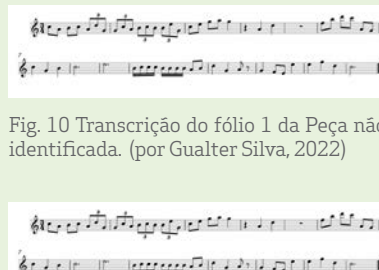 Fig. 10 Transcrição do fólio 1 da Peça não
identificada. (por Gualter Silva, 2022)